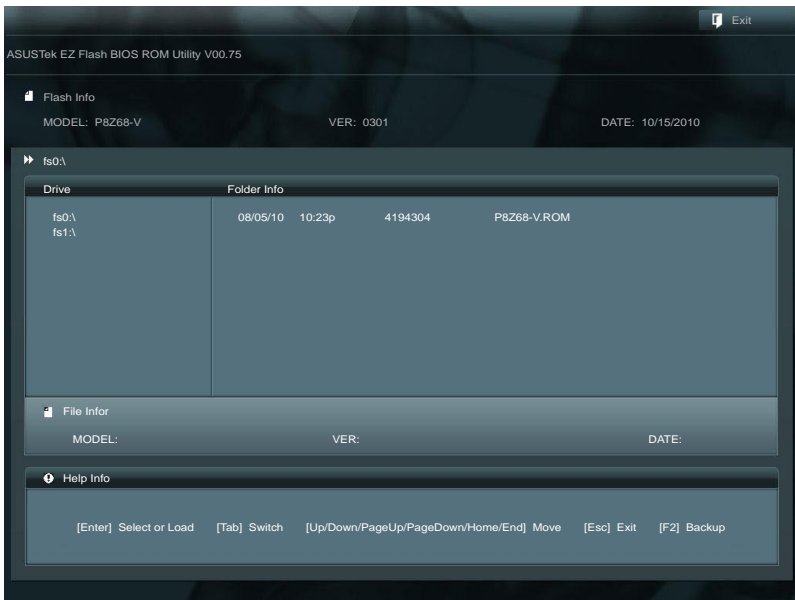 Exit
ASUSTek EZ Flash BIOS ROM Utility V00.75
Flash Info
MODEL: P8Z68-V VER: 0301 DATE: 10/15/2010
fs0:\
Drive Folder Info
fs0:\ 08/05/10 10:23p 4194304 P8Z68-V.ROM
fs1:\
File Infor
MODEL: VER: DATE:
Help Info
[Enter] Select or Load [Tab] Switch [Up/Down/PageUp/PageDown/Home/End] Move [Esc] Exit [F2] Backup